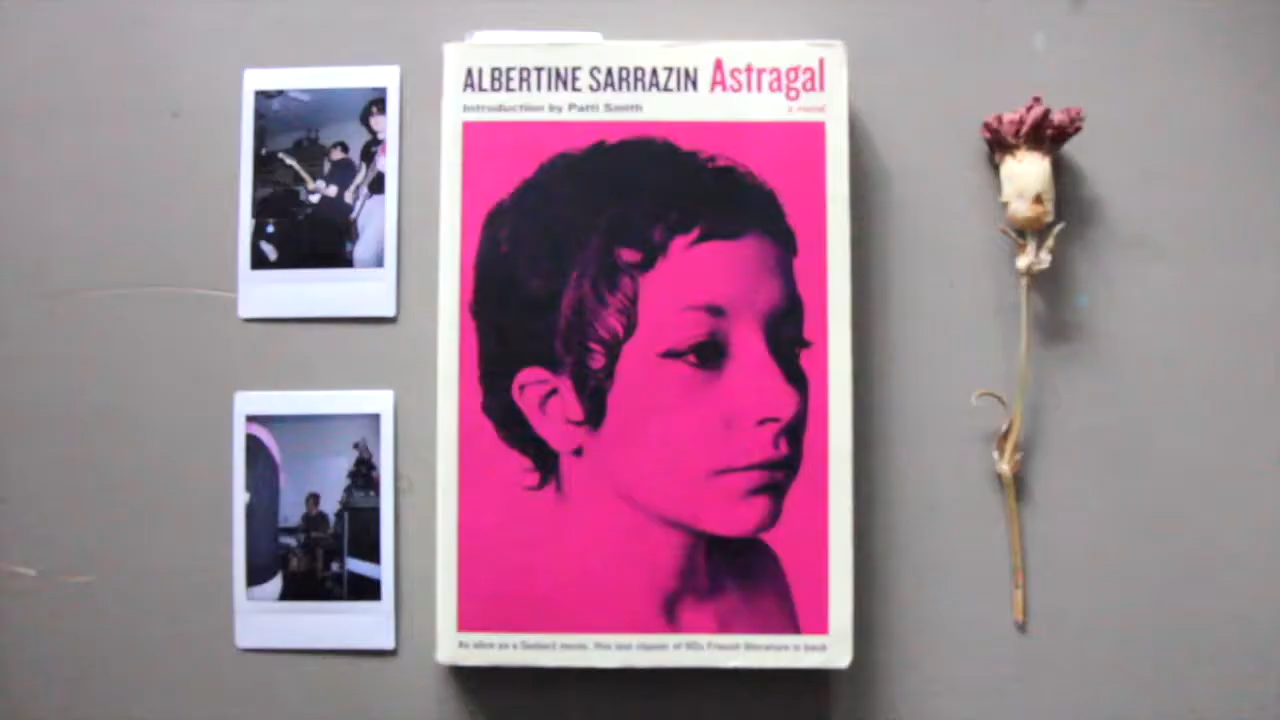 ALBERTINE SARRAZIN Astragal
Introduction by Patti Smith
a novel
As alive as a Godard movie, this lost classic of 60s French literature is back